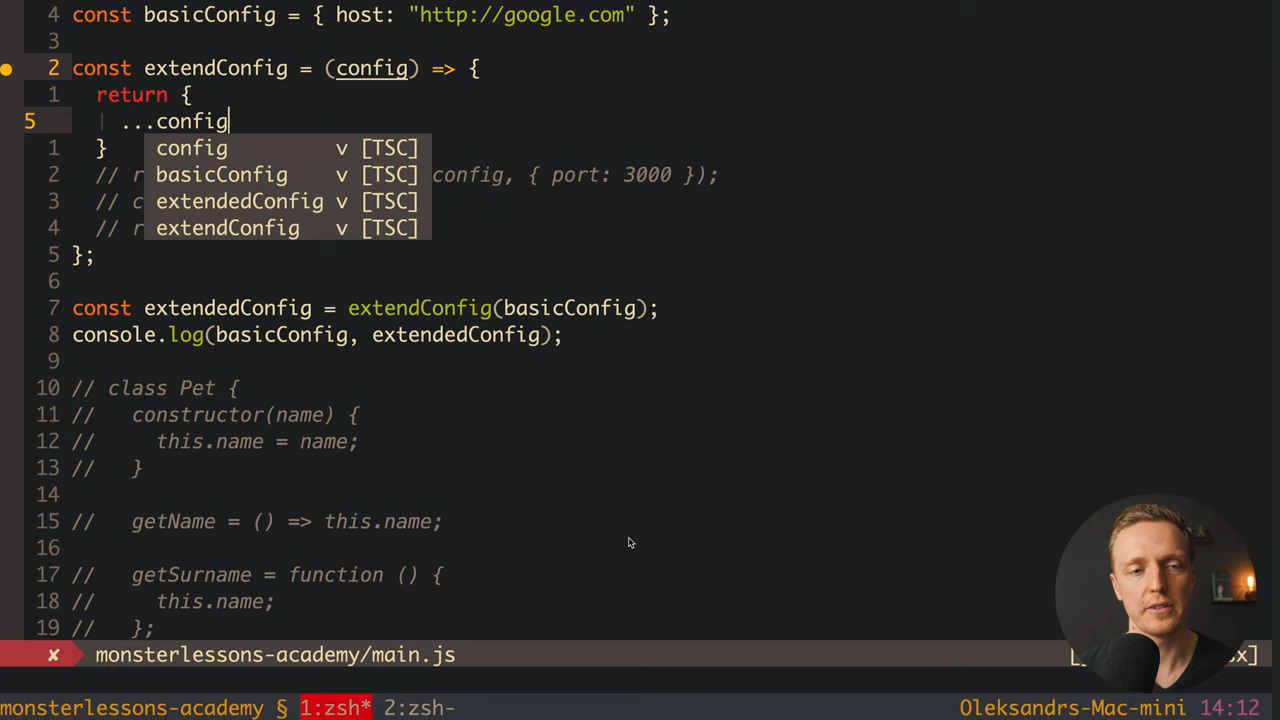 4 const basicConfig = { host: "http://google.com" };
3
2 const extendConfig = (config) => {
1 return {
5 ...config
1 } config v [TSC]
2 // r basicConfig v [TSC] config, { port: 3000 });
3 // c extendedConfig v [TSC]
4 // r extendConfig v [TSC]
5 };
6
7 const extendedConfig = extendConfig(basicConfig);
8 console.log(basicConfig, extendedConfig);
9
10 // class Pet {
11 // constructor(name) {
12 // this.name = name;
13 // }
14
15 // getName = () => this.name;
16
17 // getSurname = function () {
18 // this.name;
19 // };
✘ monsterlessons-academy/main.js [ x]
monsterlessons-academy § 1:zsh* 2:zsh- Oleksandrs-Mac-mini 14:12